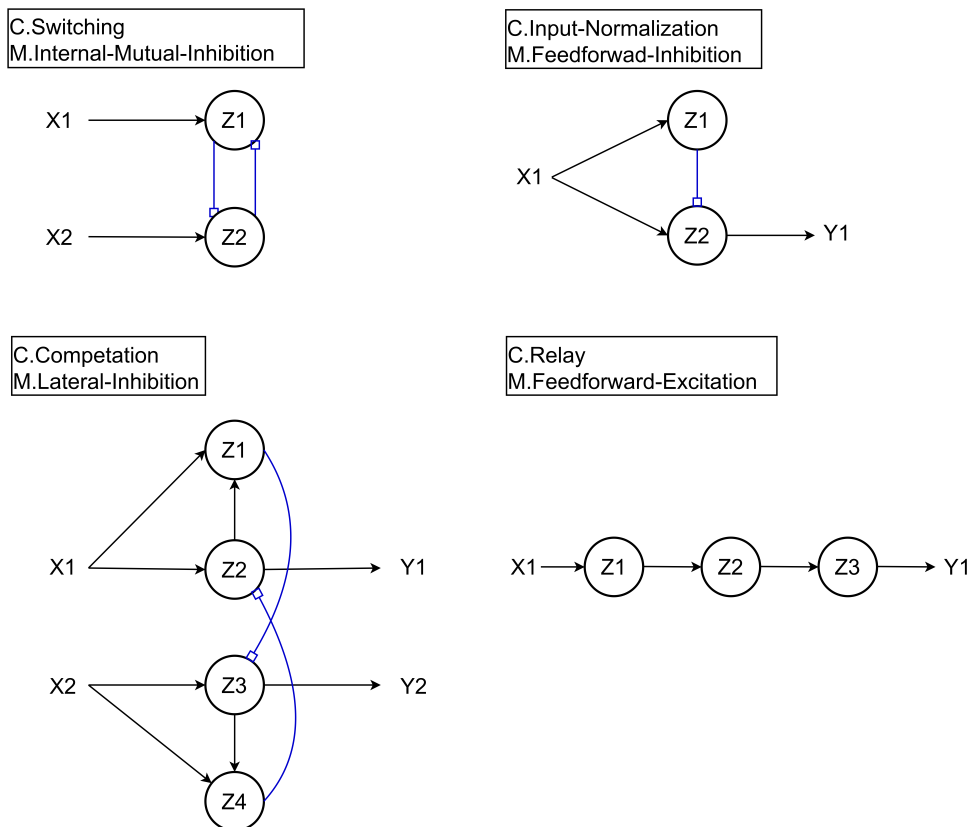 C.Switching
M.Internal-Mutual-Inhibition
X1
Z1
X2
Z2
C.Input-Normalization
M.Feedforwad-Inhibition
Z1
X1
Z2
Y1
C.Competation
M.Lateral-Inhibition
Z1
X1
Z2
Y1
X2
Z3
Y2
Z4
C.Relay
M.Feedforward-Excitation
X1
Z1
Z2
Z3
Y1